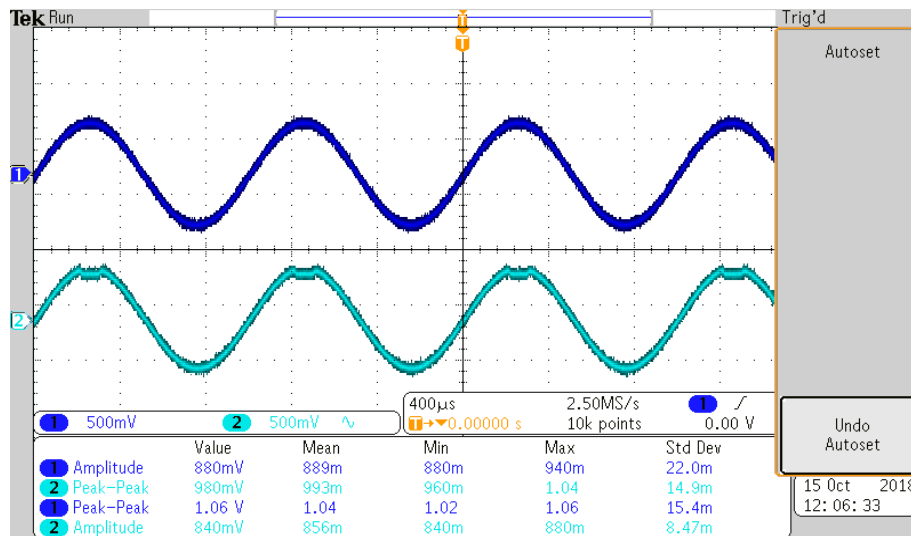 Tek Run Trig'd
T
T
Autoset
1
2
1 500mV 2 500mV ∿
400µs 2.50MS/s 1 ∫
T→▼0.00000 s 10k points 0.00 V
Undo
Autoset
Value Mean Min Max Std Dev
1 Amplitude 880mV 889m 880m 940m 22.0m
2 Peak-Peak 980mV 993m 960m 1.04 14.9m
1 Peak-Peak 1.06 V 1.04 1.02 1.06 15.4m
2 Amplitude 840mV 856m 840m 880m 8.47m
15 Oct 2018
12:06:33